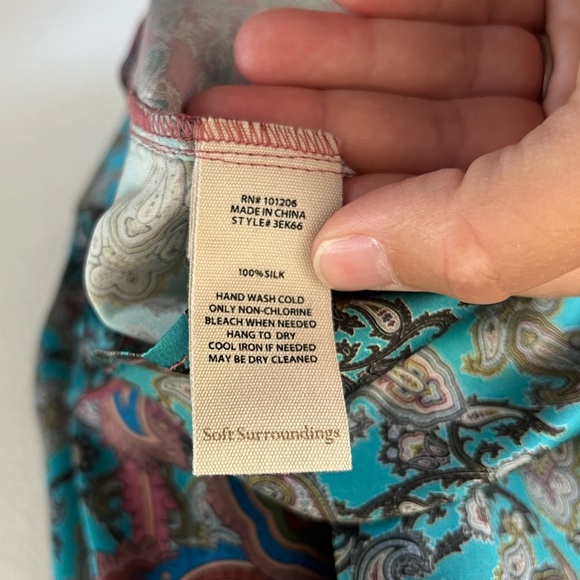 RN# 101206
MADE IN CHINA
STYLE# 3EK66
100% SILK
HAND WASH COLD
ONLY NON-CHLORINE
BLEACH WHEN NEEDED
HANG TO DRY
COOL IRON IF NEEDED
MAY BE DRY CLEANED
Soft Surroundings